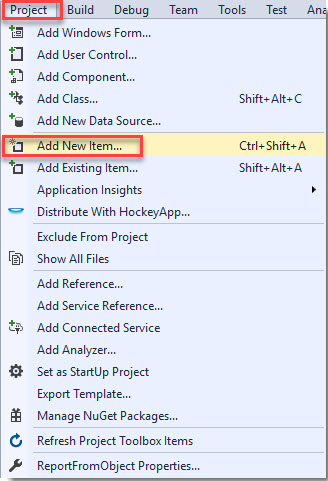 Project Build Debug Team Tools Test
Add Windows Form...
Add User Control...
Add Component...
Add Class... Shift+Alt+C
Add New Data Source...
Add New Item... Ctrl+Shift+A
Add Existing Item... Shift+Alt+A
Application Insights
Distribute With HockeyApp...
Exclude From Project
Show All Files
Add Reference...
Add Service Reference...
Add Connected Service
Add Analyzer...
Set as StartUp Project
Export Template...
Manage NuGet Packages...
Refresh Project Toolbox Items
ReportFromObject Properties...